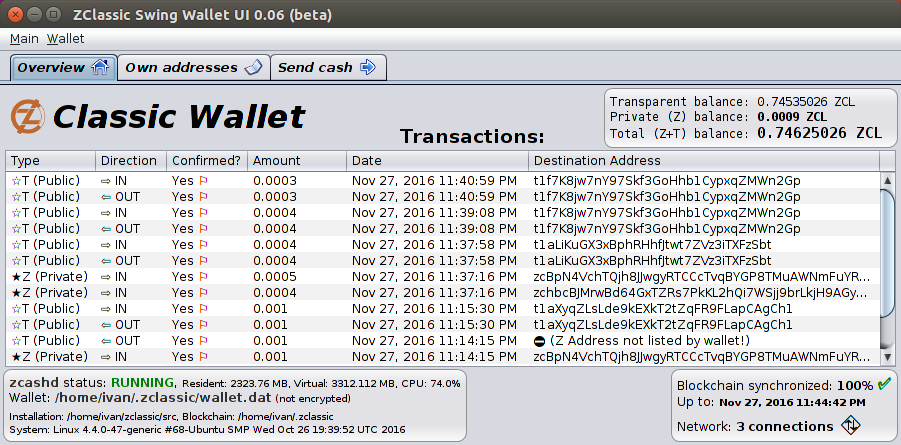 ZClassic Swing Wallet UI 0.06 (beta)
Main Wallet
Overview Own addresses Send cash
Classic Wallet
Transactions:
Transparent balance: 0.74535026 ZCL
Private (Z) balance: 0.0009 ZCL
Total (Z+T) balance: 0.74625026 ZCL
Type Direction Confirmed? Amount Date Destination Address
☆T (Public) ⇨ IN Yes 0.0003 Nov 27, 2016 11:40:59 PM t1f7K8jw7nY97Skf3GoHhb1CypxqZMWn2Gp
☆T (Public) ⇦ OUT Yes 0.0003 Nov 27, 2016 11:40:59 PM t1f7K8jw7nY97Skf3GoHhb1CypxqZMWn2Gp
☆T (Public) ⇨ IN Yes 0.0004 Nov 27, 2016 11:39:08 PM t1f7K8jw7nY97Skf3GoHhb1CypxqZMWn2Gp
☆T (Public) ⇦ OUT Yes 0.0004 Nov 27, 2016 11:39:08 PM t1f7K8jw7nY97Skf3GoHhb1CypxqZMWn2Gp
☆T (Public) ⇨ IN Yes 0.0004 Nov 27, 2016 11:37:58 PM t1aLiKuGX3xBphRHhfJtwt7ZVz3iTXFzSbt
☆T (Public) ⇦ OUT Yes 0.0004 Nov 27, 2016 11:37:58 PM t1aLiKuGX3xBphRHhfJtwt7ZVz3iTXFzSbt
★Z (Private) ⇨ IN Yes 0.0005 Nov 27, 2016 11:37:16 PM zcBpN4VchTQjh8JJwgyRTCCcTvqBYGP8TMuAWNmFuYR...
★Z (Private) ⇨ IN Yes 0.0004 Nov 27, 2016 11:37:16 PM zchbcBJMrwBd64GxTZRs7PkKL2hQi7WSjj9brLkjH9AGy...
☆T (Public) ⇨ IN Yes 0.001 Nov 27, 2016 11:15:30 PM t1aXyqZLsLde9kEXkT2tZqFR9FLapCAgCh1
☆T (Public) ⇦ OUT Yes 0.001 Nov 27, 2016 11:15:30 PM t1aXyqZLsLde9kEXkT2tZqFR9FLapCAgCh1
☆T (Public) ⇦ OUT Yes 0.001 Nov 27, 2016 11:14:15 PM (Z Address not listed by wallet!)
★Z (Private) ⇨ IN Yes 0.001 Nov 27, 2016 11:14:15 PM zcBpN4VchTQjh8JJwgyRTCCcTvqBYGP8TMuAWNmFuYR...
zcashd status: RUNNING, Resident: 2323.76 MB, Virtual: 3312.112 MB, CPU: 74.0%
Wallet: /home/ivan/.zclassic/wallet.dat (not encrypted)
Installation: /home/ivan/zclassic/src, Blockchain: /home/ivan/.zclassic
System: Linux 4.4.0-47-generic #68-Ubuntu SMP Wed Oct 26 19:39:52 UTC 2016
Blockchain synchronized: 100%
Up to: Nov 27, 2016 11:44:42 PM
Network: 3 connections